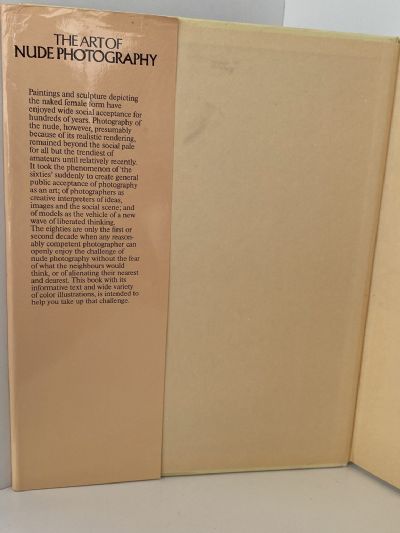 THE ART OF
NUDE PHOTOGRAPHY
Paintings and sculpture depicting
the naked female form have
enjoyed wide social acceptance for
hundreds of years. Photography of
the nude, however, presumably
because of its realistic rendering,
remained beyond the social pale
for all but the trendiest of
amateurs until relatively recently.
It took the phenomenon of 'the
sixties' suddenly to create general
public acceptance of photography
as an art; of photographers as
creative interpreters of ideas,
images and the social scene; and
of models as the vehicle of a new
wave of liberated thinking.
The eighties are only the first or
second decade when any reason-
ably competent photographer can
openly enjoy the challenge of
nude photography without the fear
of what the neighbours would
think, or of alienating their nearest
and dearest. This book with its
informative text and wide variety
of color illustrations, is intended to
help you take up that challenge.